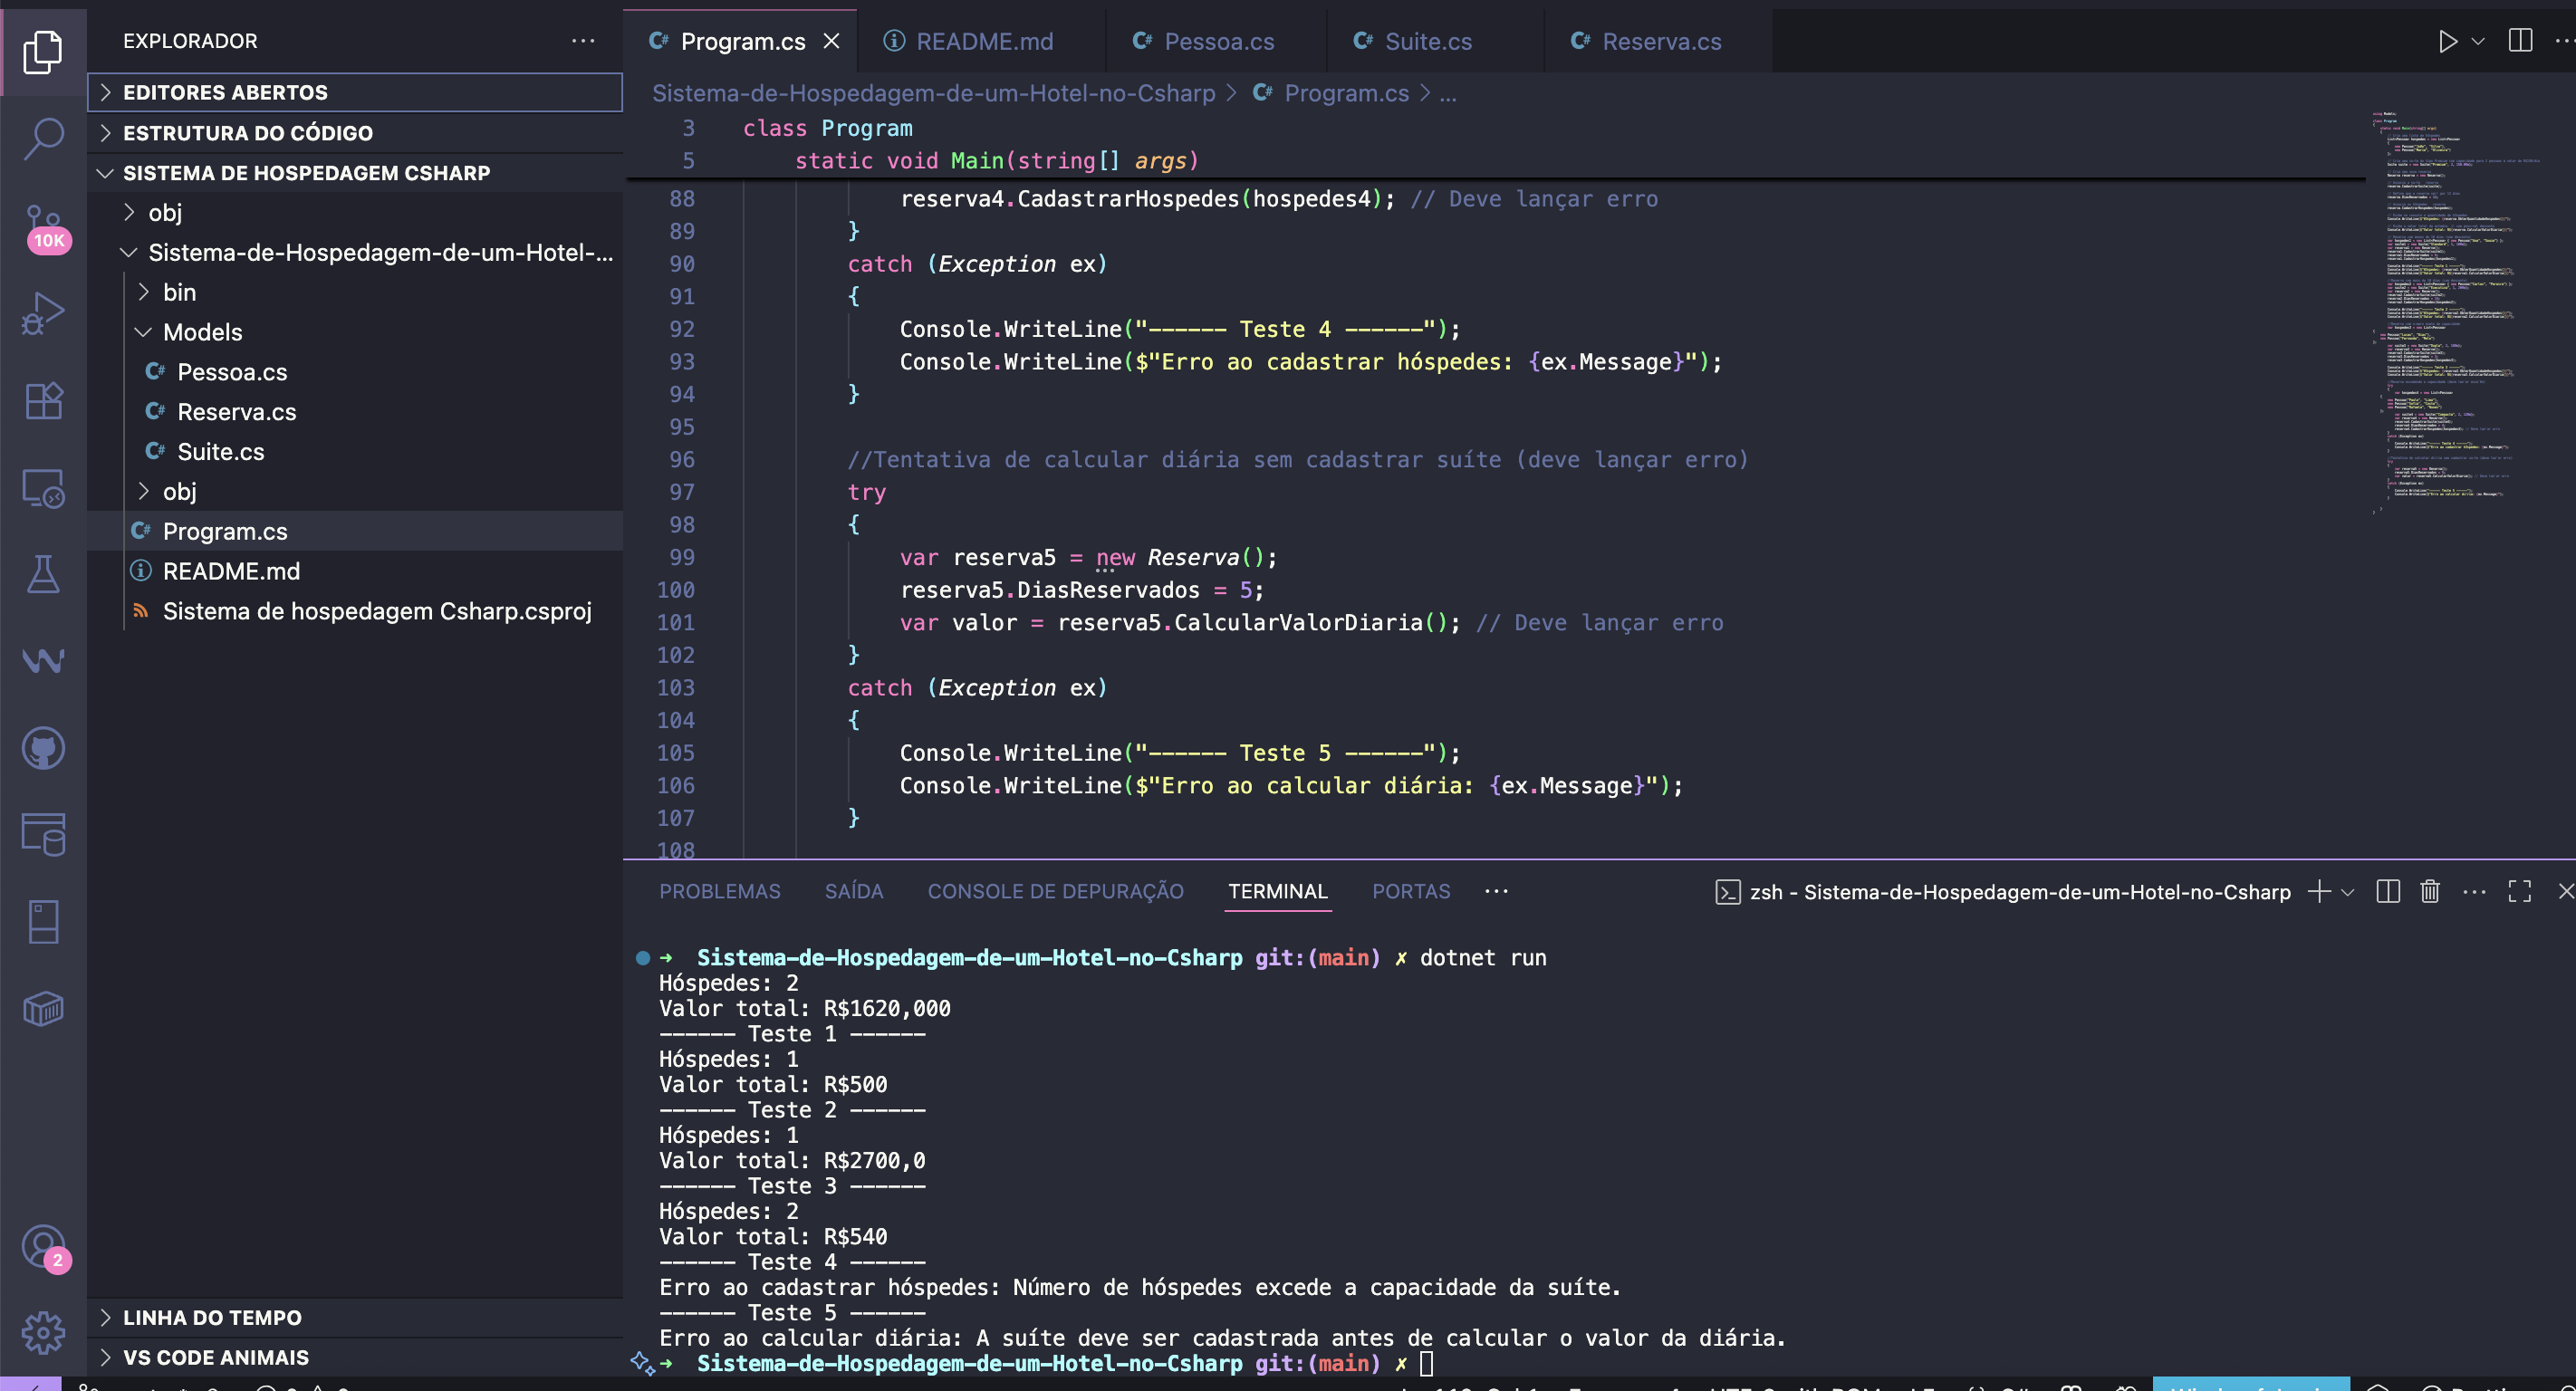 EXPLORADOR
EDITORES ABERTOS
ESTRUTURA DO CÓDIGO
SISTEMA DE HOSPEDAGEM CSHARP
obj
Sistema-de-Hospedagem-de-um-Hotel-...
bin
Models
C# Pessoa.cs
C# Reserva.cs
C# Suite.cs
obj
C# Program.cs
README.md
Sistema de hospedagem Csharp.csproj
LINHA DO TEMPO
VS CODE ANIMAIS
10K
2
C# Program.cs README.md C# Pessoa.cs C# Suite.cs C# Reserva.cs
Sistema-de-Hospedagem-de-um-Hotel-no-Csharp > C# Program.cs > ...
3 class Program
5 static void Main(string[] args)
88 reserva4.CadastrarHospedes(hospedes4); // Deve lançar erro
89 }
90 catch (Exception ex)
91 {
92 Console.WriteLine("------ Teste 4 ------");
93 Console.WriteLine($"Erro ao cadastrar hóspedes: {ex.Message}");
94 }
95
96 //Tentativa de calcular diária sem cadastrar suíte (deve lançar erro)
97 try
98 {
99 var reserva5 = new Reserva();
100 reserva5.DiasReservados = 5;
101 var valor = reserva5.CalcularValorDiaria(); // Deve lançar erro
102 }
103 catch (Exception ex)
104 {
105 Console.WriteLine("------ Teste 5 ------");
106 Console.WriteLine($"Erro ao calcular diária: {ex.Message}");
107 }
108
PROBLEMAS SAÍDA CONSOLE DE DEPURAÇÃO TERMINAL PORTAS ...
zsh - Sistema-de-Hospedagem-de-um-Hotel-no-Csharp
➜ Sistema-de-Hospedagem-de-um-Hotel-no-Csharp git:(main) ✗ dotnet run
Hóspedes: 2
Valor total: R$1620,000
------ Teste 1 ------
Hóspedes: 1
Valor total: R$500
------ Teste 2 ------
Hóspedes: 1
Valor total: R$2700,0
------ Teste 3 ------
Hóspedes: 2
Valor total: R$540
------ Teste 4 ------
Erro ao cadastrar hóspedes: Número de hóspedes excede a capacidade da suíte.
------ Teste 5 ------
Erro ao calcular diária: A suíte deve ser cadastrada antes de calcular o valor da diária.
➜ Sistema-de-Hospedagem-de-um-Hotel-no-Csharp git:(main) ✗